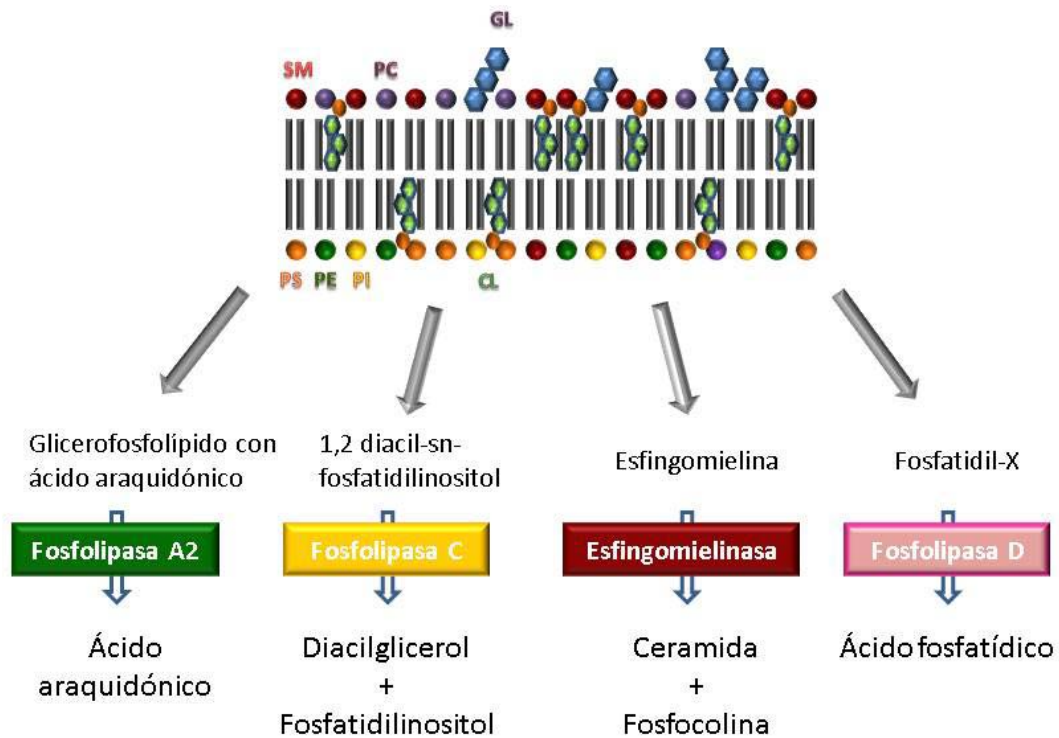 GL
SM PC
PS PE PI CL
Glicerofosfolípido con
ácido araquidónico
1,2 diacil-sn-
fosfatidilinositol
Esfingomielina
Fosfatidil-X
Fosfolipasa A2
Fosfolipasa C
Esfingomielinasa
Fosfolipasa D
Ácido
araquidónico
Diacilglicerol
+
Fosfatidilinositol
Ceramida
+
Fosfocolina
Ácido fosfatídico